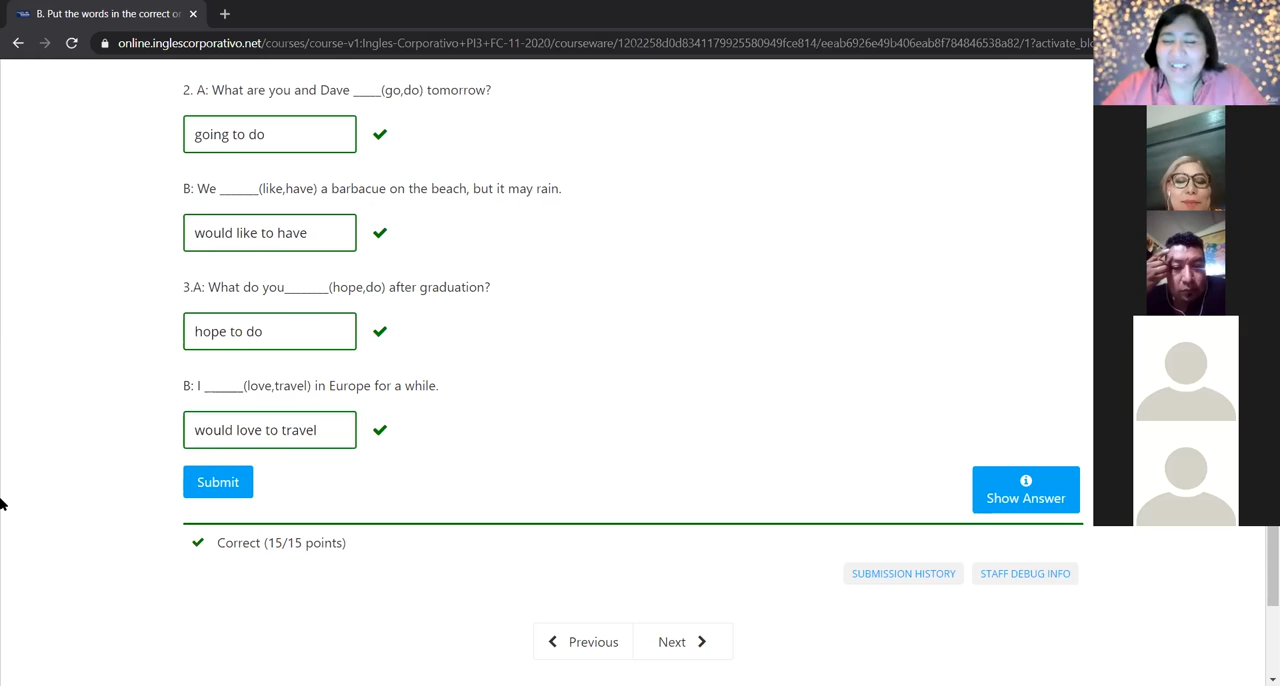 B. Put the words in the correct or
online.inglescorporativo.net/courses/course-v1:Ingles-Corporativo+PI3+FC-11-2020/courseware/1202258d0d8341179925580949fce814/eeab6926e49b406eab8f784846538a82/1?activate_blo
2. A: What are you and Dave ____(go,do) tomorrow?
going to do
B: We ______(like,have) a barbacue on the beach, but it may rain.
would like to have
3.A: What do you_______(hope,do) after graduation?
hope to do
B: I ______(love,travel) in Europe for a while.
would love to travel
Submit
Show Answer
Correct (15/15 points)
SUBMISSION HISTORY
STAFF DEBUG INFO
Previous
Next